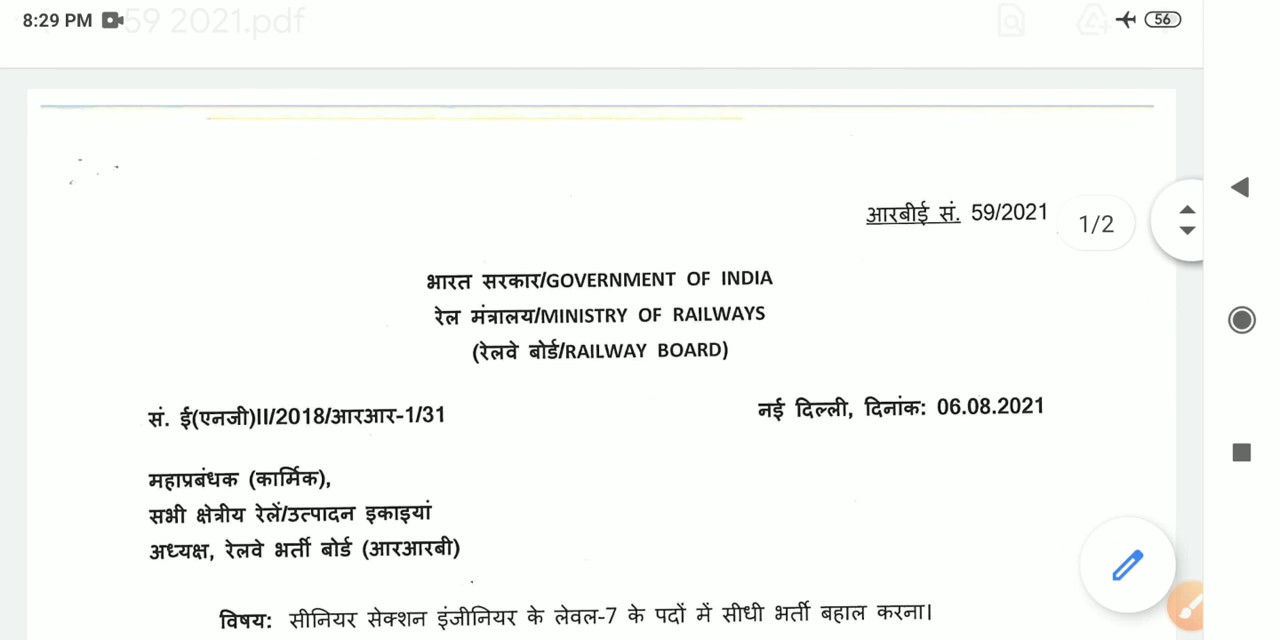 8:29 PM
59 2021.pdf
56
आरबीई सं. 59/2021
1/2
भारत सरकार/GOVERNMENT OF INDIA
रेल मंत्रालय/MINISTRY OF RAILWAYS
(रेलवे बोर्ड/RAILWAY BOARD)
सं. ई(एनजी)II/2018/आरआर-1/31
नई दिल्ली, दिनांक: 06.08.2021
महाप्रबंधक (कार्मिक),
सभी क्षेत्रीय रेलें/उत्पादन इकाइयां
अध्यक्ष, रेलवे भर्ती बोर्ड (आरआरबी)
विषय: सीनियर सेक्शन इंजीनियर के लेवल-7 के पदों में सीधी भर्ती बहाल करना।